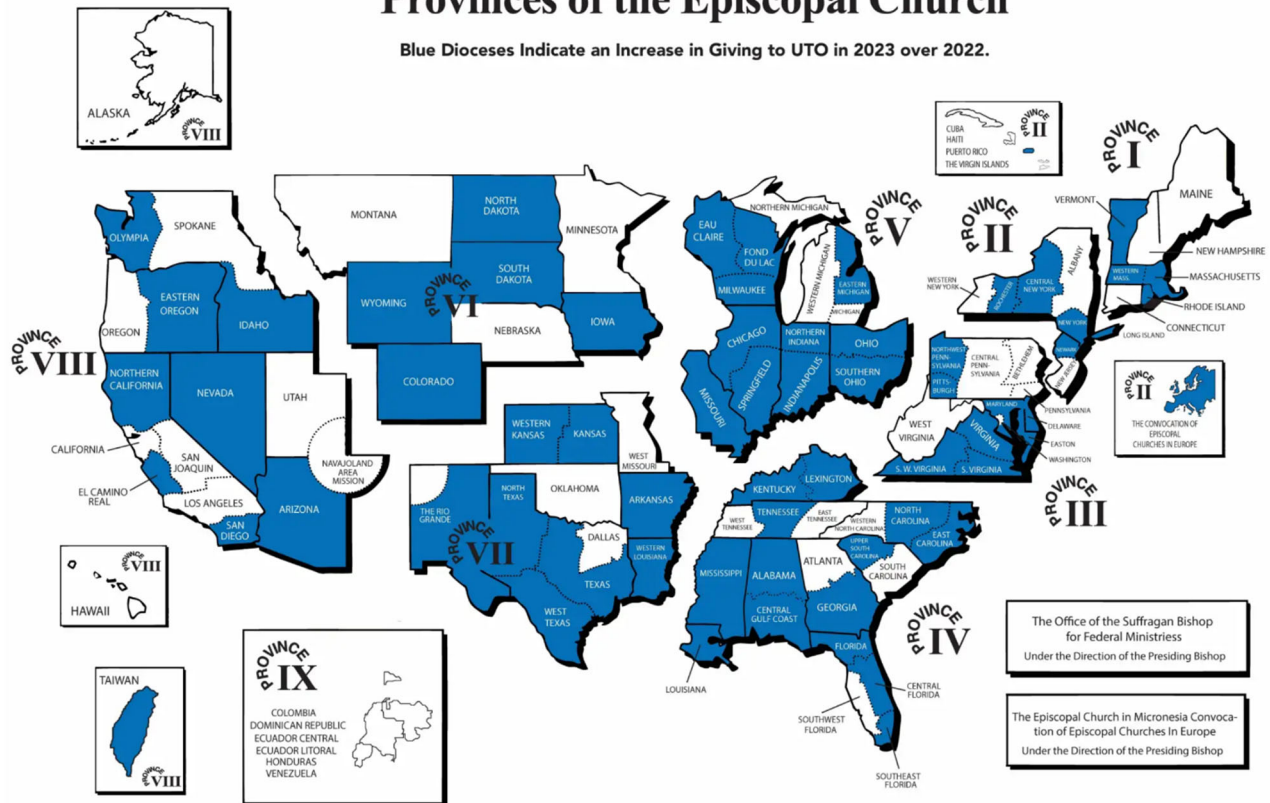 Provinces of the Episcopal Church
Blue Dioceses Indicate an Increase in Giving to UTO in 2023 over 2022.
ALASKA
PROVINCE
VIII
CUBA
HAITI
PUERTO RICO
THE VIRGIN ISLANDS
PROVINCE
II
PROVINCE
I
MAINE
VERMONT
NEW HAMPSHIRE
WESTERN
MASS.
MASSACHUSETTS
RHODE ISLAND
CONNECTICUT
PROVINCE
II
WESTERN
NEW YORK
ROCHESTER
CENTRAL
NEW YORK
ALBANY
NEW YORK
LONG ISLAND
NEWARK
NEW JERSEY
PROVINCE
II
THE CONVOCATION OF
EPISCOPAL
CHURCHES IN EUROPE
PROVINCE
V
NORTHERN MICHIGAN
EAU
CLAIRE
FOND
DU LAC
MILWAUKEE
WESTERN MICHIGAN
EASTERN
MICHIGAN
MICHIGAN
CHICAGO
NORTHERN
INDIANA
OHIO
SOUTHERN
OHIO
MISSOURI
SPRINGFIELD
INDIANAPOLIS
PROVINCE
III
NORTHWEST
PENN-
SYLVANIA
PITTS-
BURGH
CENTRAL
PENN-
SYLVANIA
BETHLEHEM
PENNSYLVANIA
MARYLAND
DELAWARE
EASTON
WASHINGTON
WEST
VIRGINIA
VIRGINIA
S. W. VIRGINIA
S. VIRGINIA
PROVINCE
VI
MONTANA
NORTH
DAKOTA
MINNESOTA
SOUTH
DAKOTA
WYOMING
NEBRASKA
IOWA
COLORADO
PROVINCE
VIII
OLYMPIA
SPOKANE
OREGON
EASTERN
OREGON
IDAHO
NORTHERN
CALIFORNIA
NEVADA
UTAH
CALIFORNIA
SAN
JOAQUIN
EL CAMINO
REAL
LOS ANGELES
SAN
DIEGO
ARIZONA
NAVAJOLAND
AREA
MISSION
PROVINCE
VII
WESTERN
KANSAS
KANSAS
WEST
MISSOURI
THE RIO
GRANDE
NORTH
TEXAS
OKLAHOMA
ARKANSAS
DALLAS
WESTERN
LOUISIANA
TEXAS
WEST
TEXAS
PROVINCE
IV
KENTUCKY
LEXINGTON
WEST
TENNESSEE
TENNESSEE
EAST
TENNESSEE
WESTERN
NORTH CAROLINA
NORTH
CAROLINA
EAST
CAROLINA
UPPER
SOUTH
CAROLINA
SOUTH
CAROLINA
MISSISSIPPI
ALABAMA
ATLANTA
GEORGIA
CENTRAL
GULF COAST
LOUISIANA
FLORIDA
CENTRAL
FLORIDA
SOUTHWEST
FLORIDA
SOUTHEAST
FLORIDA
PROVINCE
VIII
HAWAII
TAIWAN
PROVINCE
VIII
PROVINCE
IX
COLOMBIA
DOMINICAN REPUBLIC
ECUADOR CENTRAL
ECUADOR LITORAL
HONDURAS
VENEZUELA
The Office of the Suffragan Bishop
for Federal Ministriess
Under the Direction of the Presiding Bishop
The Episcopal Church in Micronesia Convoca-
tion of Episcopal Churches In Europe
Under the Direction of the Presiding Bishop